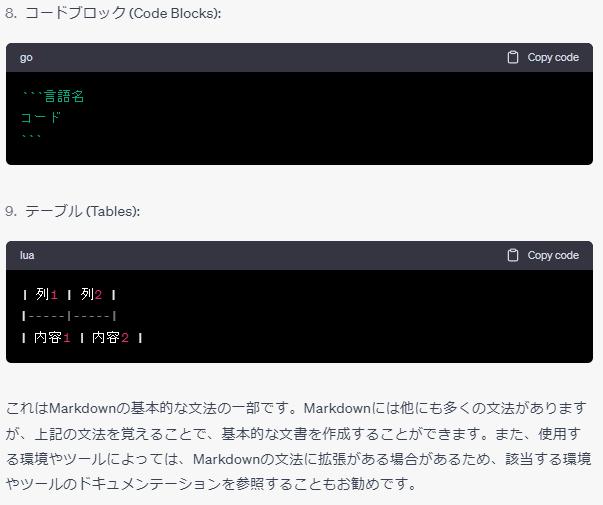 8. コードブロック (Code Blocks):
go Copy code
```言語名
コード
```
9. テーブル (Tables):
lua Copy code
| 列1 | 列2 |
|-----|-----|
| 内容1 | 内容2 |
これはMarkdownの基本的な文法の一部です。Markdownには他にも多くの文法があります
が、上記の文法を覚えることで、基本的な文書を作成することができます。また、使用す
る環境やツールによっては、Markdownの文法に拡張がある場合があるため、該当する環境
やツールのドキュメンテーションを参照することもお勧めです。